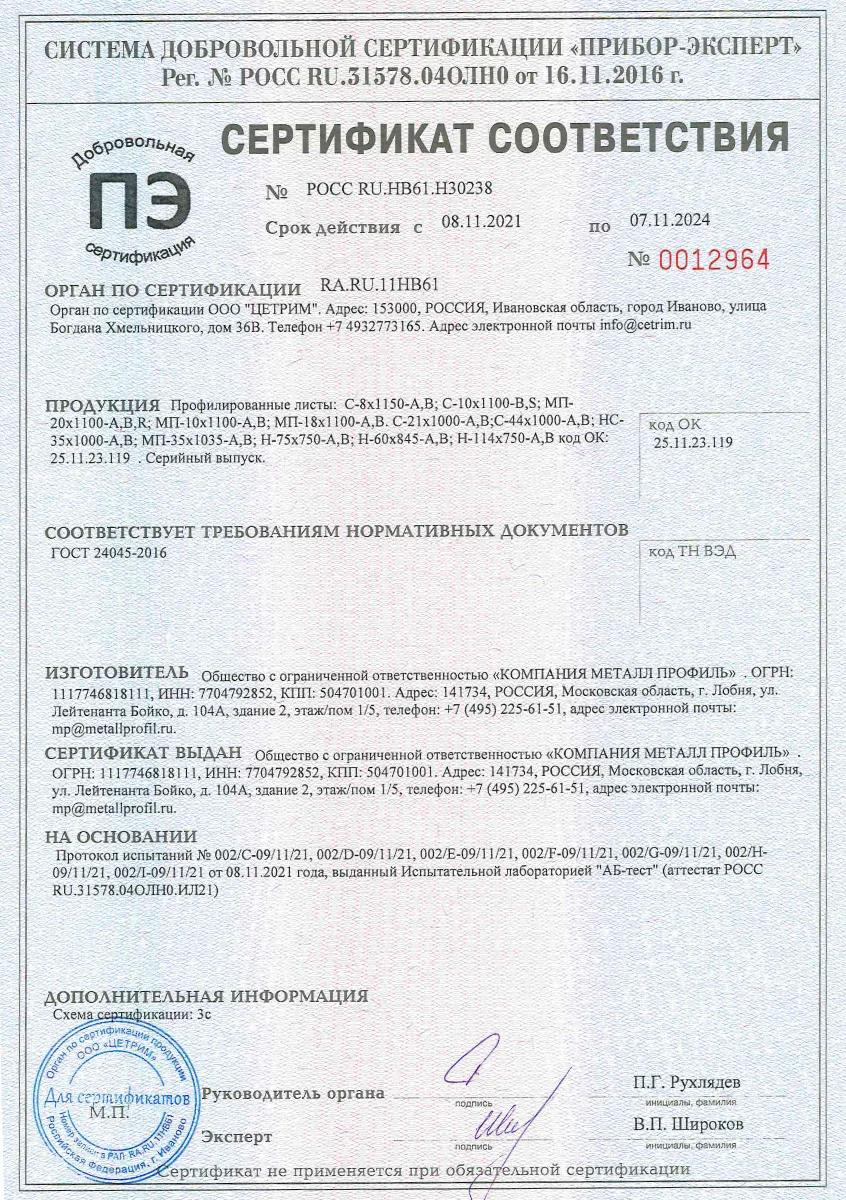 СИСТЕМА ДОБРОВОЛЬНОЙ СЕРТИФИКАЦИИ «ПРИБОР-ЭКСПЕРТ»
Рег. № РОСС RU.31578.04ОЛН0 от 16.11.2016 г.
Добровольная
ПЭ
сертификация
СЕРТИФИКАТ СООТВЕТСТВИЯ
№ РОСС RU.НВ61.Н30238
Срок действия с 08.11.2021 по 07.11.2024
№ 0012964
ОРГАН ПО СЕРТИФИКАЦИИ RA.RU.11НВ61
Орган по сертификации ООО "ЦЕТРИМ". Адрес: 153000, РОССИЯ, Ивановская область, город Иваново, улица
Богдана Хмельницкого, дом 36В. Телефон +7 4932773165. Адрес электронной почты info@cetrim.ru
ПРОДУКЦИЯ Профилированные листы: С-8х1150-А,В; С-10х1100-В,S; МП-
20х1100-А,В,R; МП-10х1100-А,В; МП-18х1100-А,В. С-21х1000-А,В;С-44х1000-А,В; НС-
35х1000-А,В; МП-35х1035-А,В; Н-75х750-А,В; Н-60х845-А,В; Н-114х750-А,В код ОК:
25.11.23.119 . Серийный выпуск.
код ОК
25.11.23.119
СООТВЕТСТВУЕТ ТРЕБОВАНИЯМ НОРМАТИВНЫХ ДОКУМЕНТОВ
ГОСТ 24045-2016
код ТН ВЭД
ИЗГОТОВИТЕЛЬ Общество с ограниченной ответственностью «КОМПАНИЯ МЕТАЛЛ ПРОФИЛЬ» . ОГРН:
1117746818111, ИНН: 7704792852, КПП: 504701001. Адрес: 141734, РОССИЯ, Московская область, г. Лобня, ул.
Лейтенанта Бойко, д. 104А, здание 2, этаж/пом 1/5, телефон: +7 (495) 225-61-51, адрес электронной почты:
mp@metallprofil.ru.
СЕРТИФИКАТ ВЫДАН Общество с ограниченной ответственностью «КОМПАНИЯ МЕТАЛЛ ПРОФИЛЬ» .
ОГРН: 1117746818111, ИНН: 7704792852, КПП: 504701001. Адрес: 141734, РОССИЯ, Московская область, г. Лобня,
ул. Лейтенанта Бойко, д. 104А, здание 2, этаж/пом 1/5, телефон: +7 (495) 225-61-51, адрес электронной почты:
mp@metallprofil.ru.
НА ОСНОВАНИИ
Протокол испытаний № 002/С-09/11/21, 002/D-09/11/21, 002/E-09/11/21, 002/F-09/11/21, 002/G-09/11/21, 002/H-
09/11/21, 002/I-09/11/21 от 08.11.2021 года, выданный Испытательной лабораторией "АБ-тест" (аттестат РОСС
RU.31578.04ОЛН0.ИЛ21)
ДОПОЛНИТЕЛЬНАЯ ИНФОРМАЦИЯ
Схема сертификации: 3с
Орган по сертификации продукции
ООО «ЦЕТРИМ»
Для сертификатов
М.П.
Номер записи в РАЛ RA.RU.11НВ61
Российская Федерация, г. Иваново
Руководитель органа
подпись
П.Г. Рухлядев
инициалы, фамилия
Эксперт
подпись
В.П. Широков
инициалы, фамилия
Сертификат не применяется при обязательной сертификации